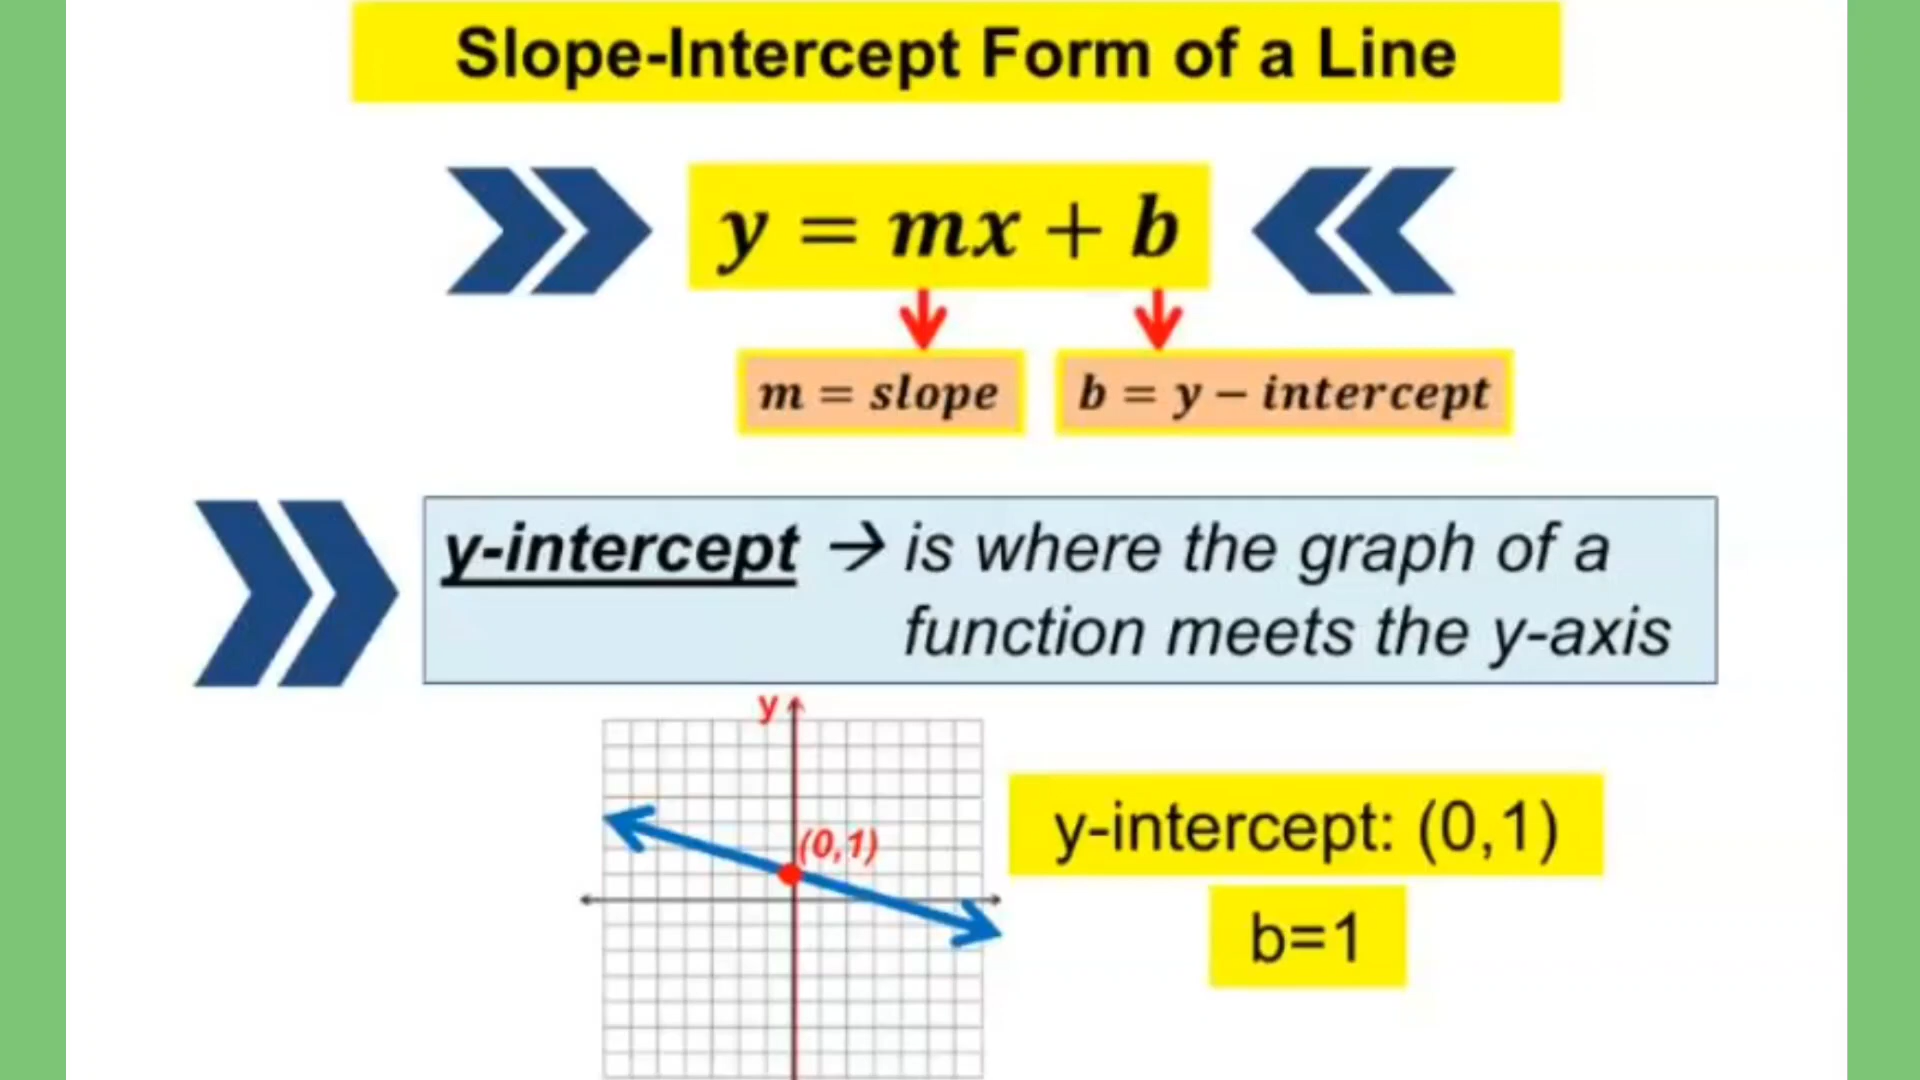 Slope-Intercept Form of a Line
y = mx + b
m = slope
b = y − intercept
y-intercept → is where the graph of a
function meets the y-axis
y
(0,1)
y-intercept: (0,1)
b=1